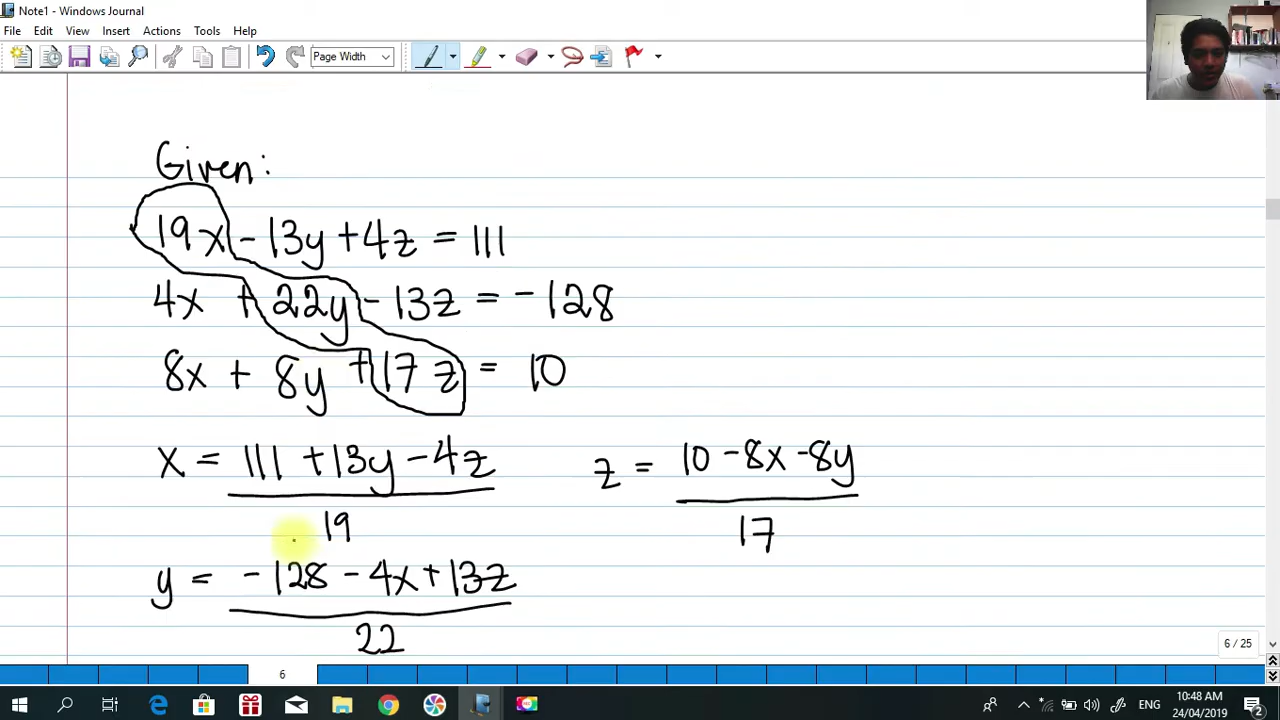 Note1 - Windows Journal
File Edit View Insert Actions Tools Help
Page Width
Given:
19x - 13y + 4z = 111
4x + 22y - 13z = -128
8x + 8y + 17z = 10
x = 111 + 13y - 4z
19
z = 10 - 8x - 8y
17
y = -128 - 4x + 13z
22
6 / 25
6
ENG
10:48 AM
24/04/2019
2